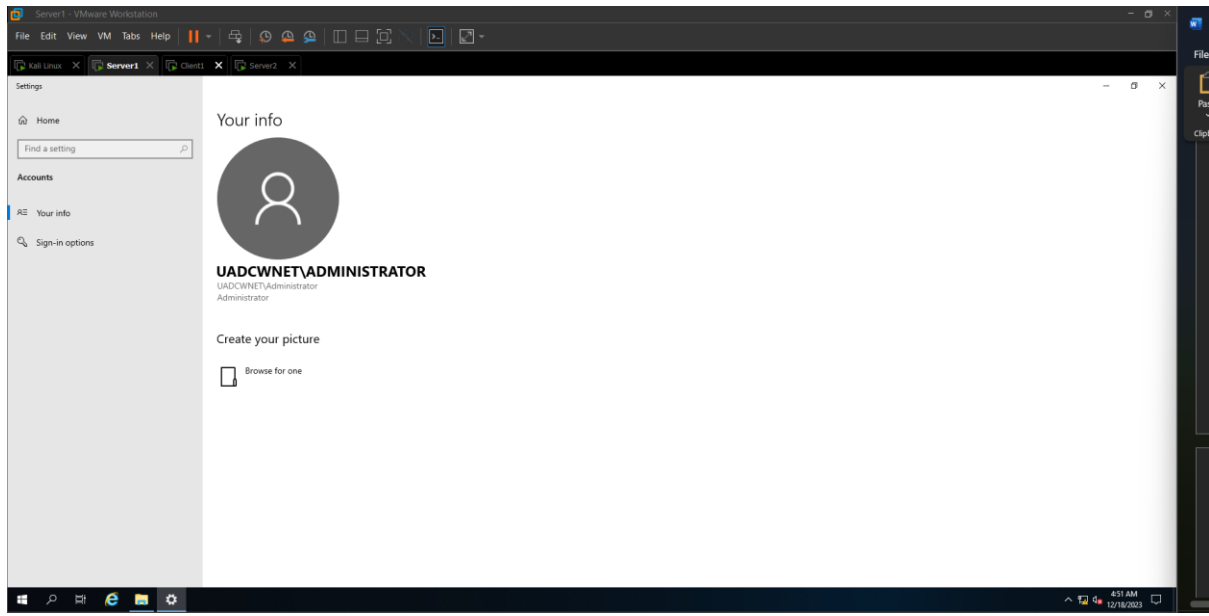 Server1 - VMware Workstation
File Edit View VM Tabs Help
Kali Linux Server1 Client1 Server2
Settings
Home
Find a setting
Accounts
Your info
Sign-in options
Your info
UADCWNET\ADMINISTRATOR
UADCWNET\Administrator
Administrator
Create your picture
Browse for one
4:51 AM
12/18/2023
File
Pas
Clip